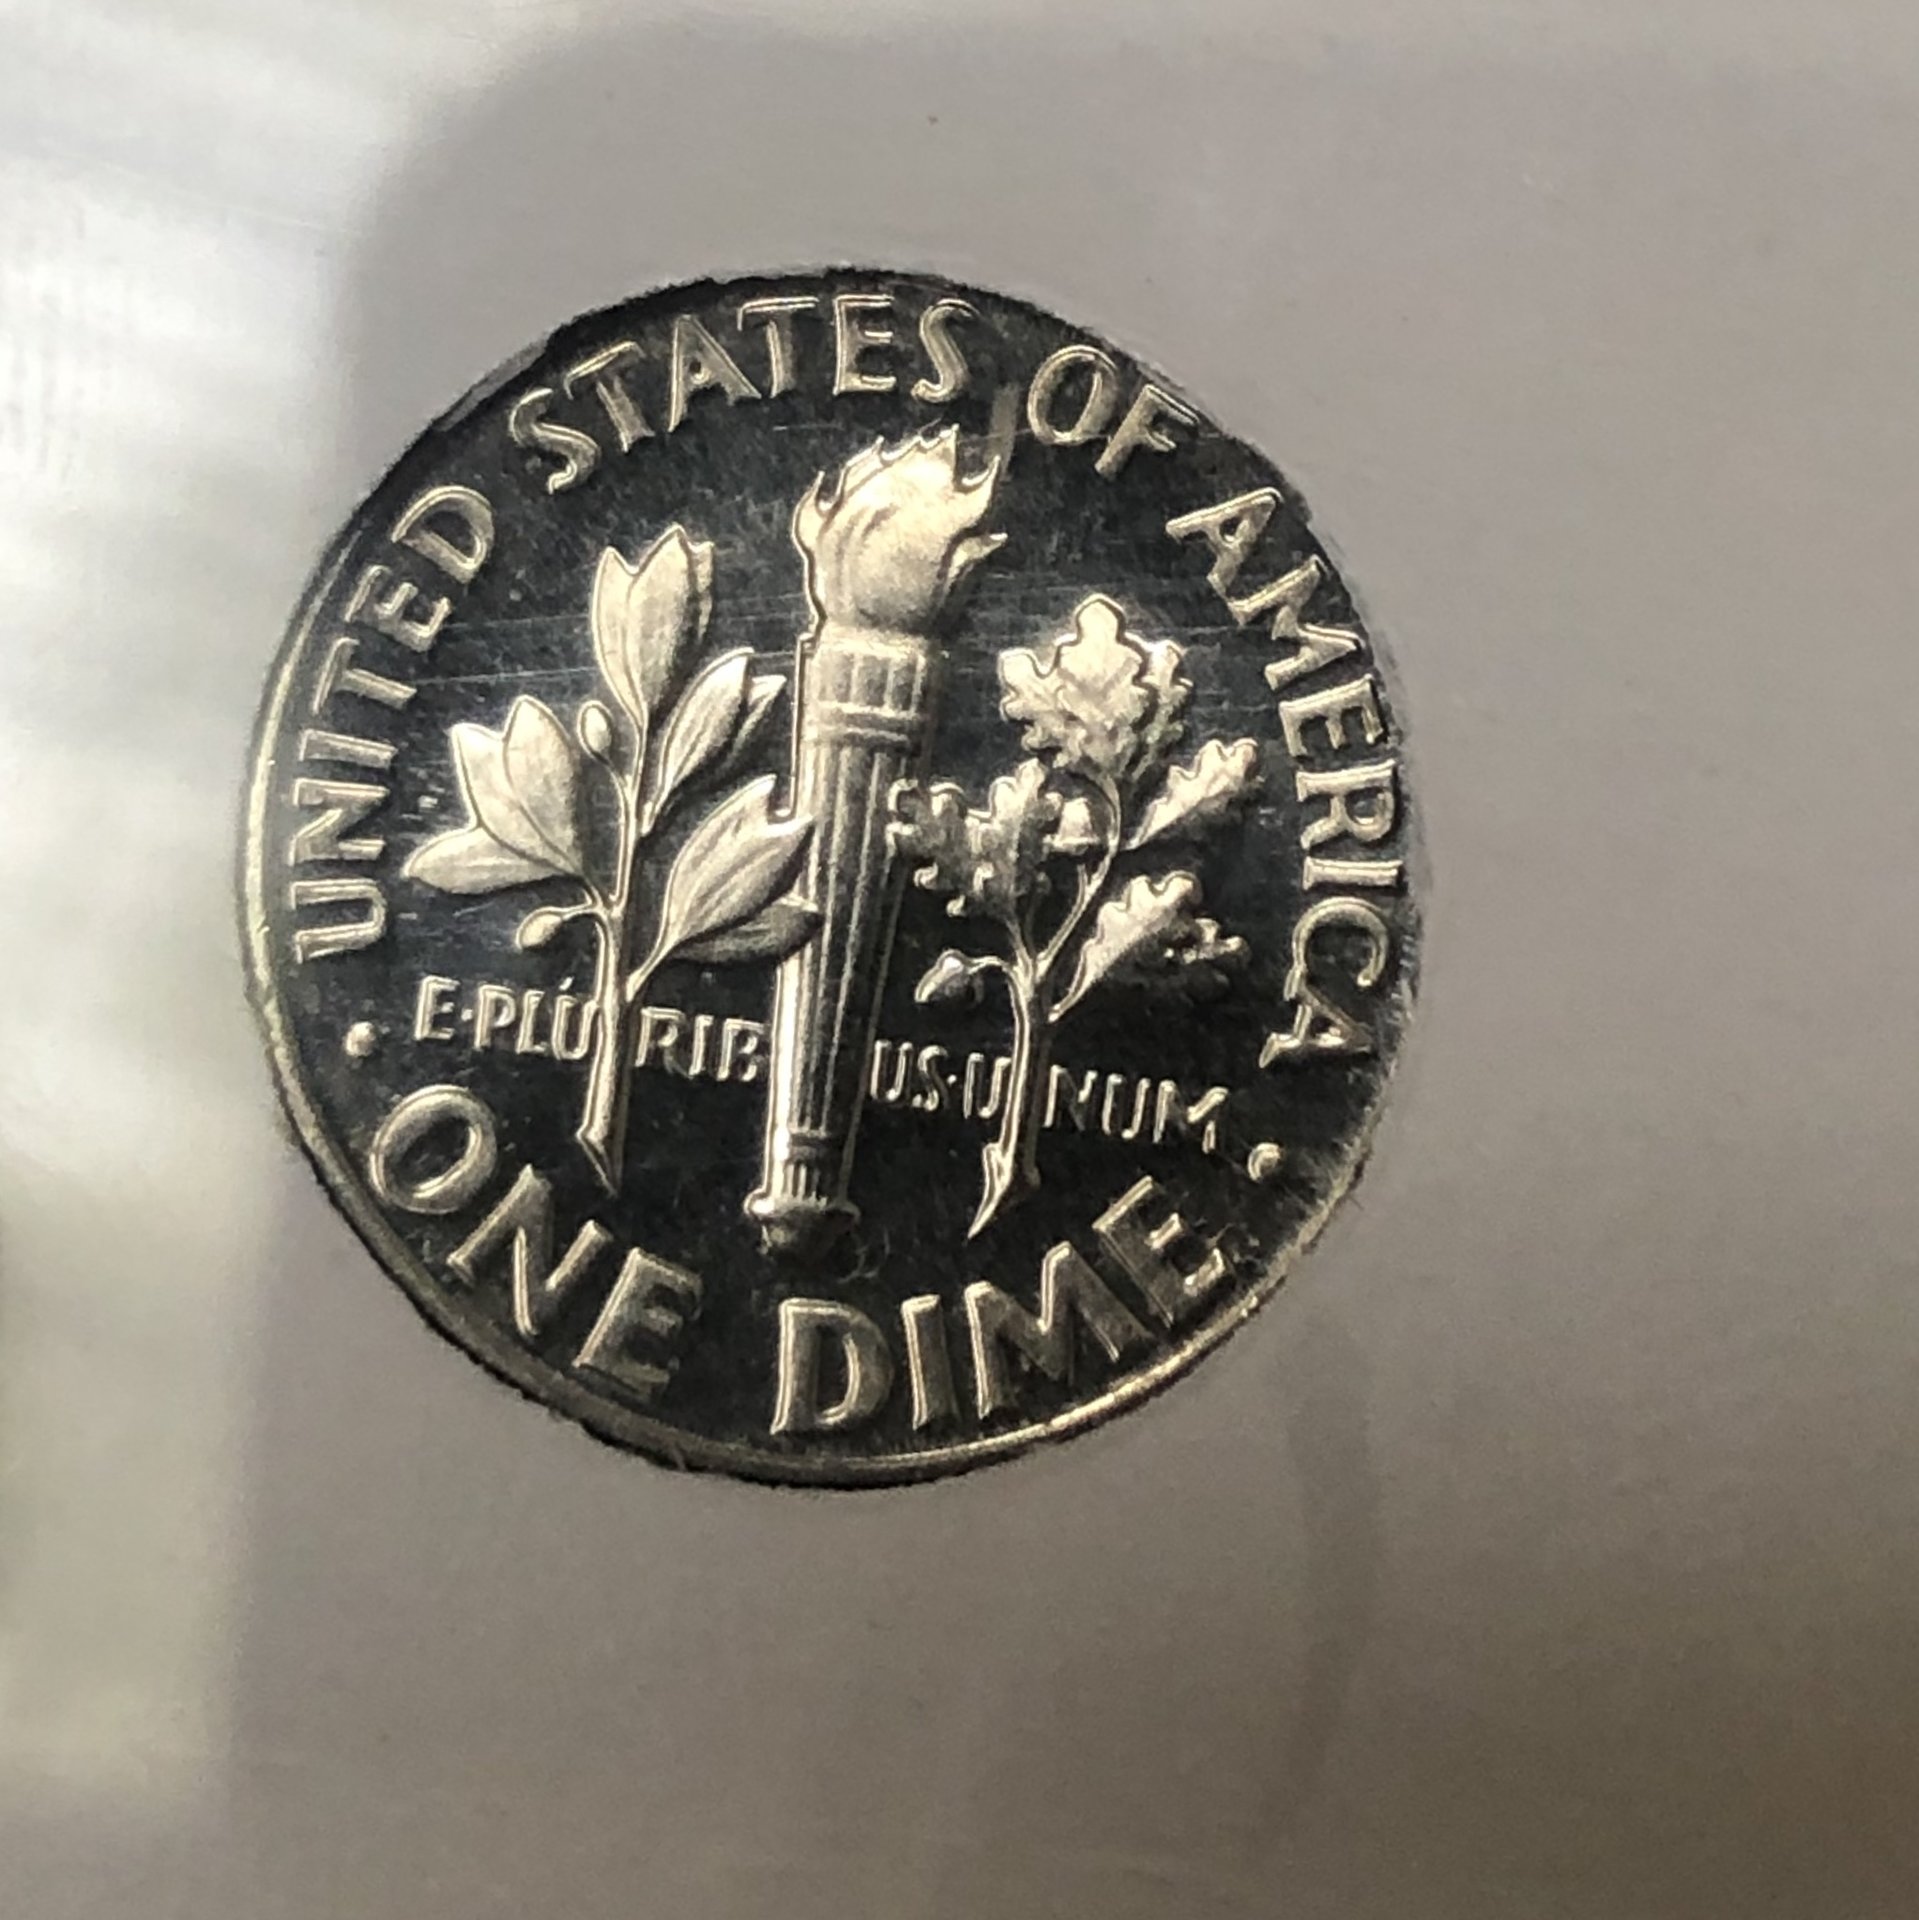 UNITED STATES OF AMERICA
E·PLURIBUS·UNUM
· ONE DIME ·